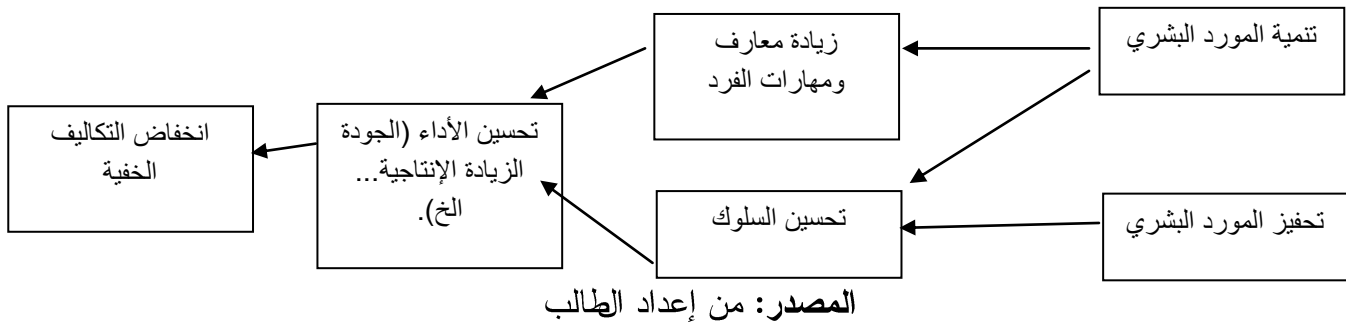 تنمية المورد البشري
زيادة معارف
ومهارات الفرد
تحسين الأداء (الجودة
الزيادة الإنتاجية...
الخ).
انخفاض التكاليف
الخفية
تحفيز المورد البشري
تحسين السلوك
المصدر: من إعداد الطالب